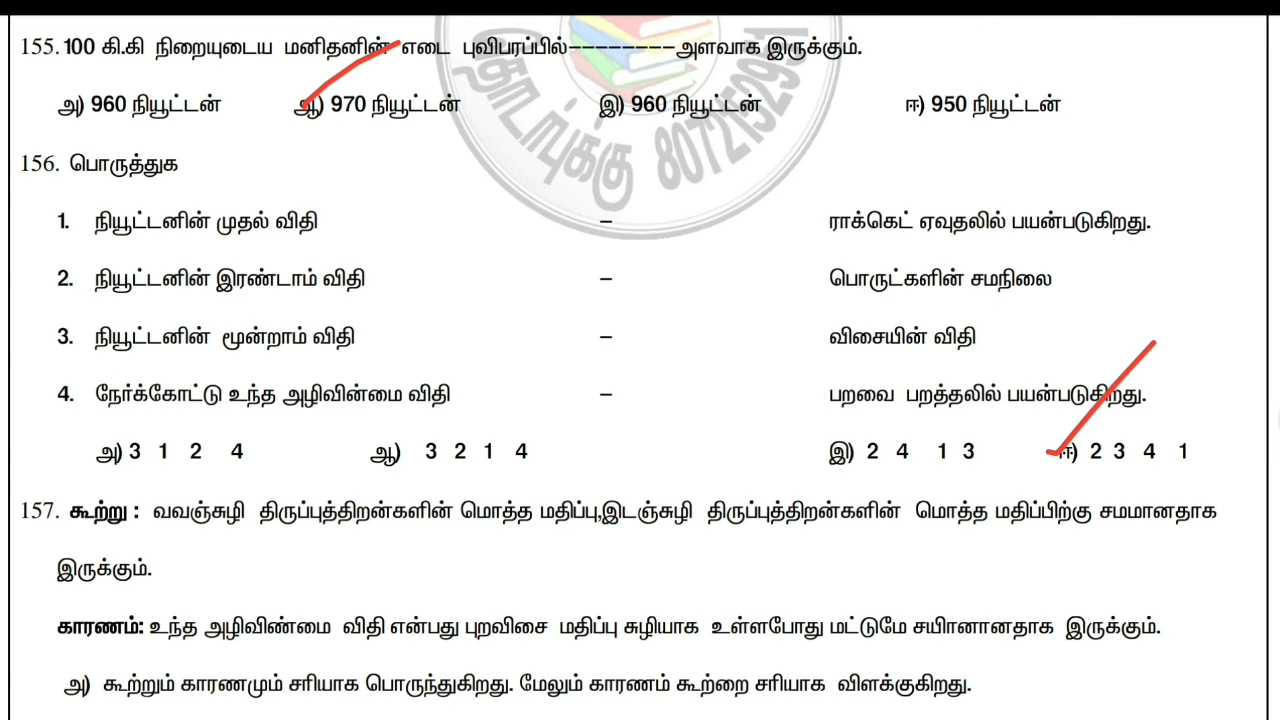 155. 100 கி.கி நிறையுடைய மனிதனின் எடை புவிபரப்பில்--------அளவாக இருக்கும்.
அ) 960 நியூட்டன் ஆ) 970 நியூட்டன் இ) 960 நியூட்டன் ஈ) 950 நியூட்டன்
156. பொருத்துக
1. நியூட்டனின் முதல் விதி – ராக்கெட் ஏவுதலில் பயன்படுகிறது.
2. நியூட்டனின் இரண்டாம் விதி – பொருட்களின் சமநிலை
3. நியூட்டனின் மூன்றாம் விதி – விசையின் விதி
4. நேர்க்கோட்டு உந்த அழிவின்மை விதி – பறவை பறத்தலில் பயன்படுகிறது.
அ) 3 1 2 4 ஆ) 3 2 1 4 இ) 2 4 1 3 ஈ) 2 3 4 1
157. கூற்று : வவஞ்சுழி திருப்புத்திறன்களின் மொத்த மதிப்பு,இடஞ்சுழி திருப்புத்திறன்களின் மொத்த மதிப்பிற்கு சமமானதாக
இருக்கும்.
காரணம்: உந்த அழிவிண்மை விதி என்பது புறவிசை மதிப்பு சுழியாக உள்ளபோது மட்டுமே சயிானானதாக இருக்கும்.
அ) கூற்றும் காரணமும் சரியாக பொருந்துகிறது. மேலும் காரணம் கூற்றை சரியாக விளக்குகிறது.
தொடர்புக்கு